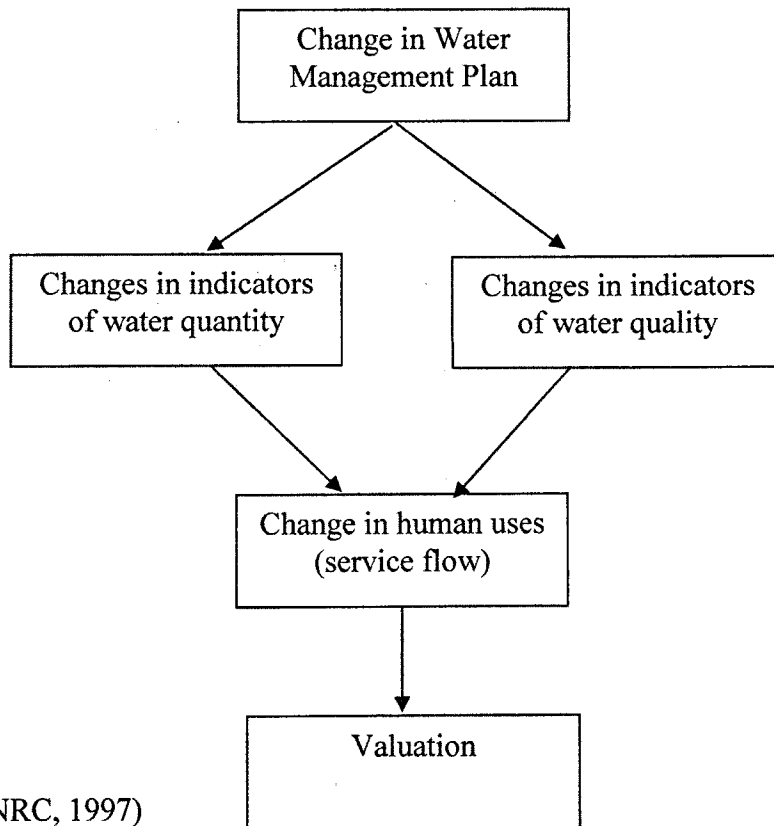 Change in Water
Management Plan
Changes in indicators
of water quantity
Changes in indicators
of water quality
Change in human uses
(service flow)
Valuation
NRC, 1997)